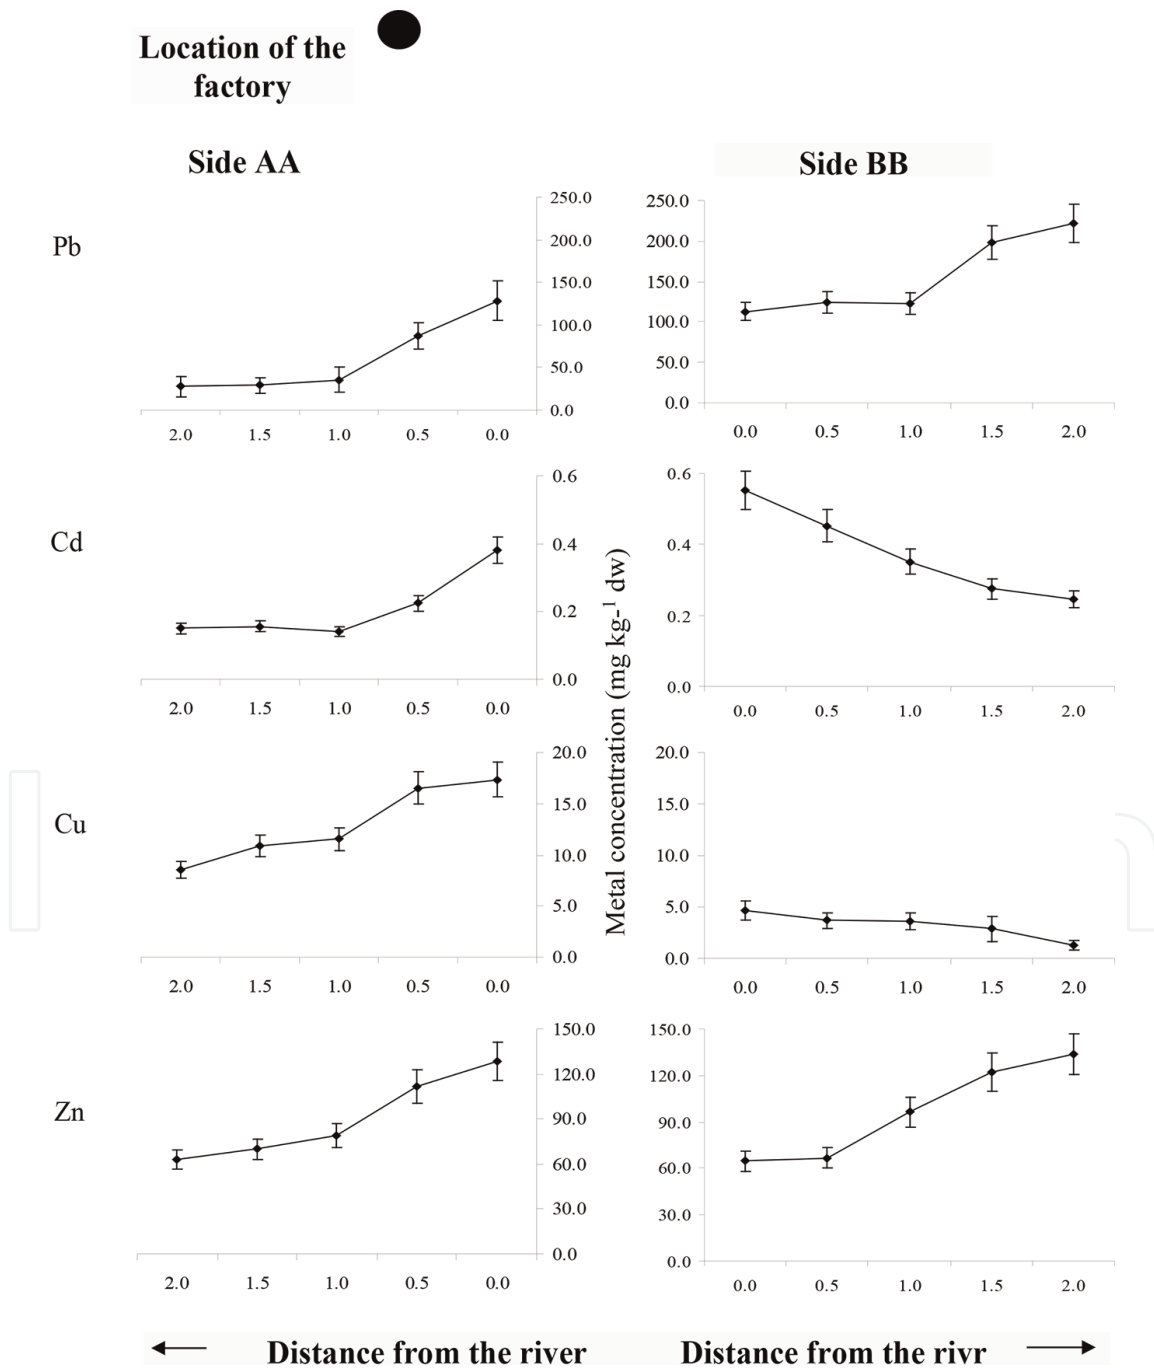 Location of the
factory
Side AA
Side BB
Pb
250.0
200.0
150.0
100.0
50.0
0.0
2.0 1.5 1.0 0.5 0.0
250.0
200.0
150.0
100.0
50.0
0.0
0.0 0.5 1.0 1.5 2.0
Cd
0.6
0.4
0.2
0.0
2.0 1.5 1.0 0.5 0.0
Metal concentration (mg kg-¹ dw)
0.6
0.4
0.2
0.0
0.0 0.5 1.0 1.5 2.0
Cu
20.0
15.0
10.0
5.0
0.0
2.0 1.5 1.0 0.5 0.0
20.0
15.0
10.0
5.0
0.0
0.0 0.5 1.0 1.5 2.0
Zn
150.0
120.0
90.0
60.0
30.0
0.0
2.0 1.5 1.0 0.5 0.0
150.0
120.0
90.0
60.0
30.0
0.0
0.0 0.5 1.0 1.5 2.0
Distance from the river
Distance from the rivr